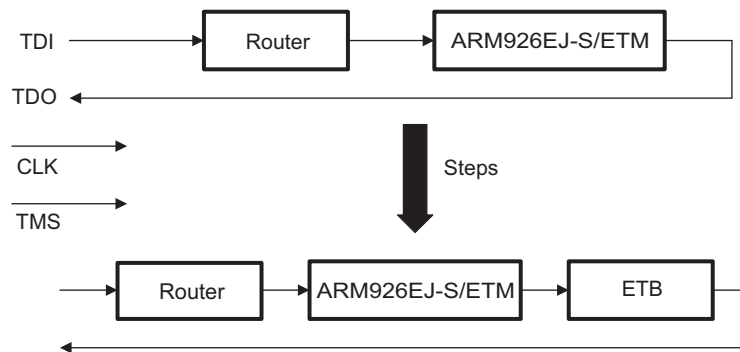 TDI
Router
ARM926EJ-S/ETM
TDO
CLK
Steps
TMS
Router
ARM926EJ-S/ETM
ETB